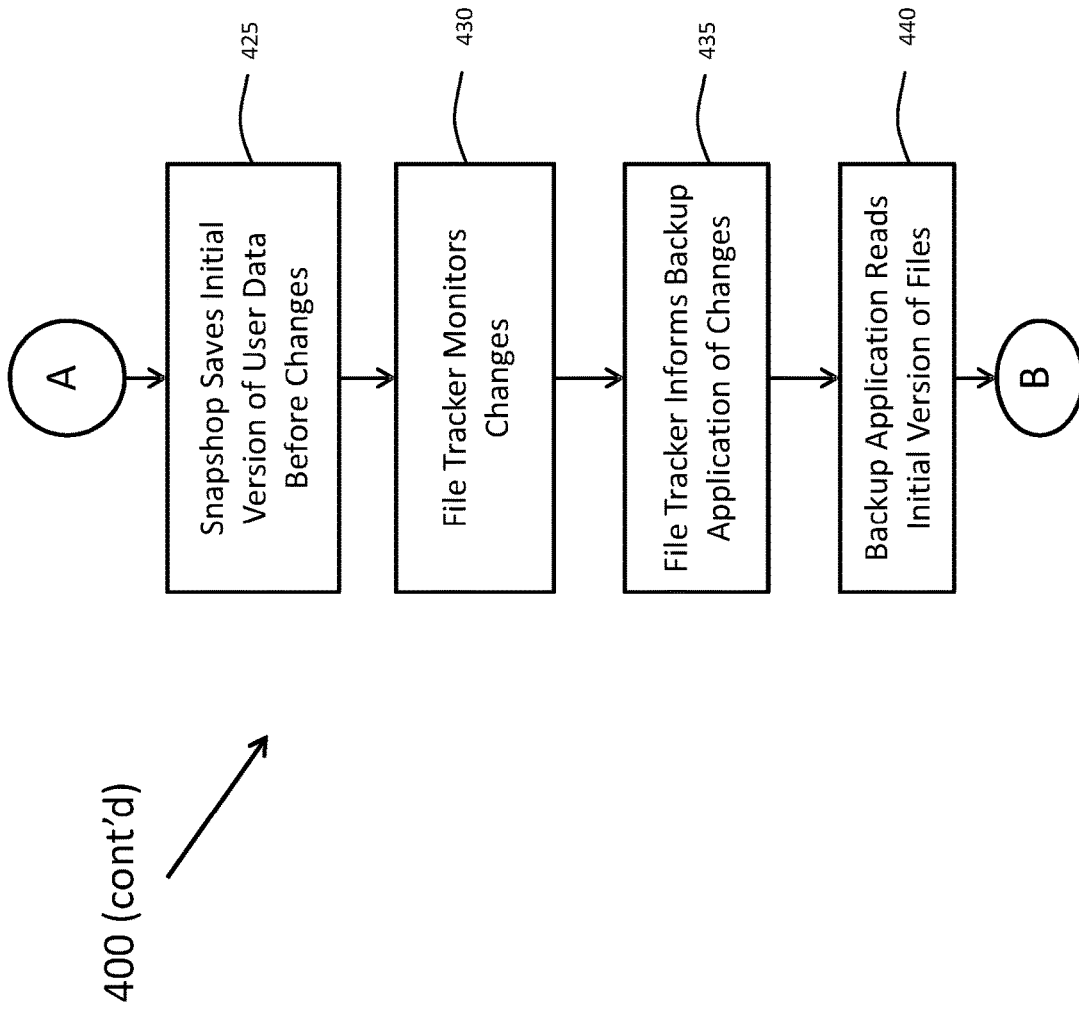 400 (cont'd)
A
Snapshop Saves Initial
Version of User Data
Before Changes
425
File Tracker Monitors
Changes
430
File Tracker Informs Backup
Application of Changes
435
Backup Application Reads
Initial Version of Files
440
B